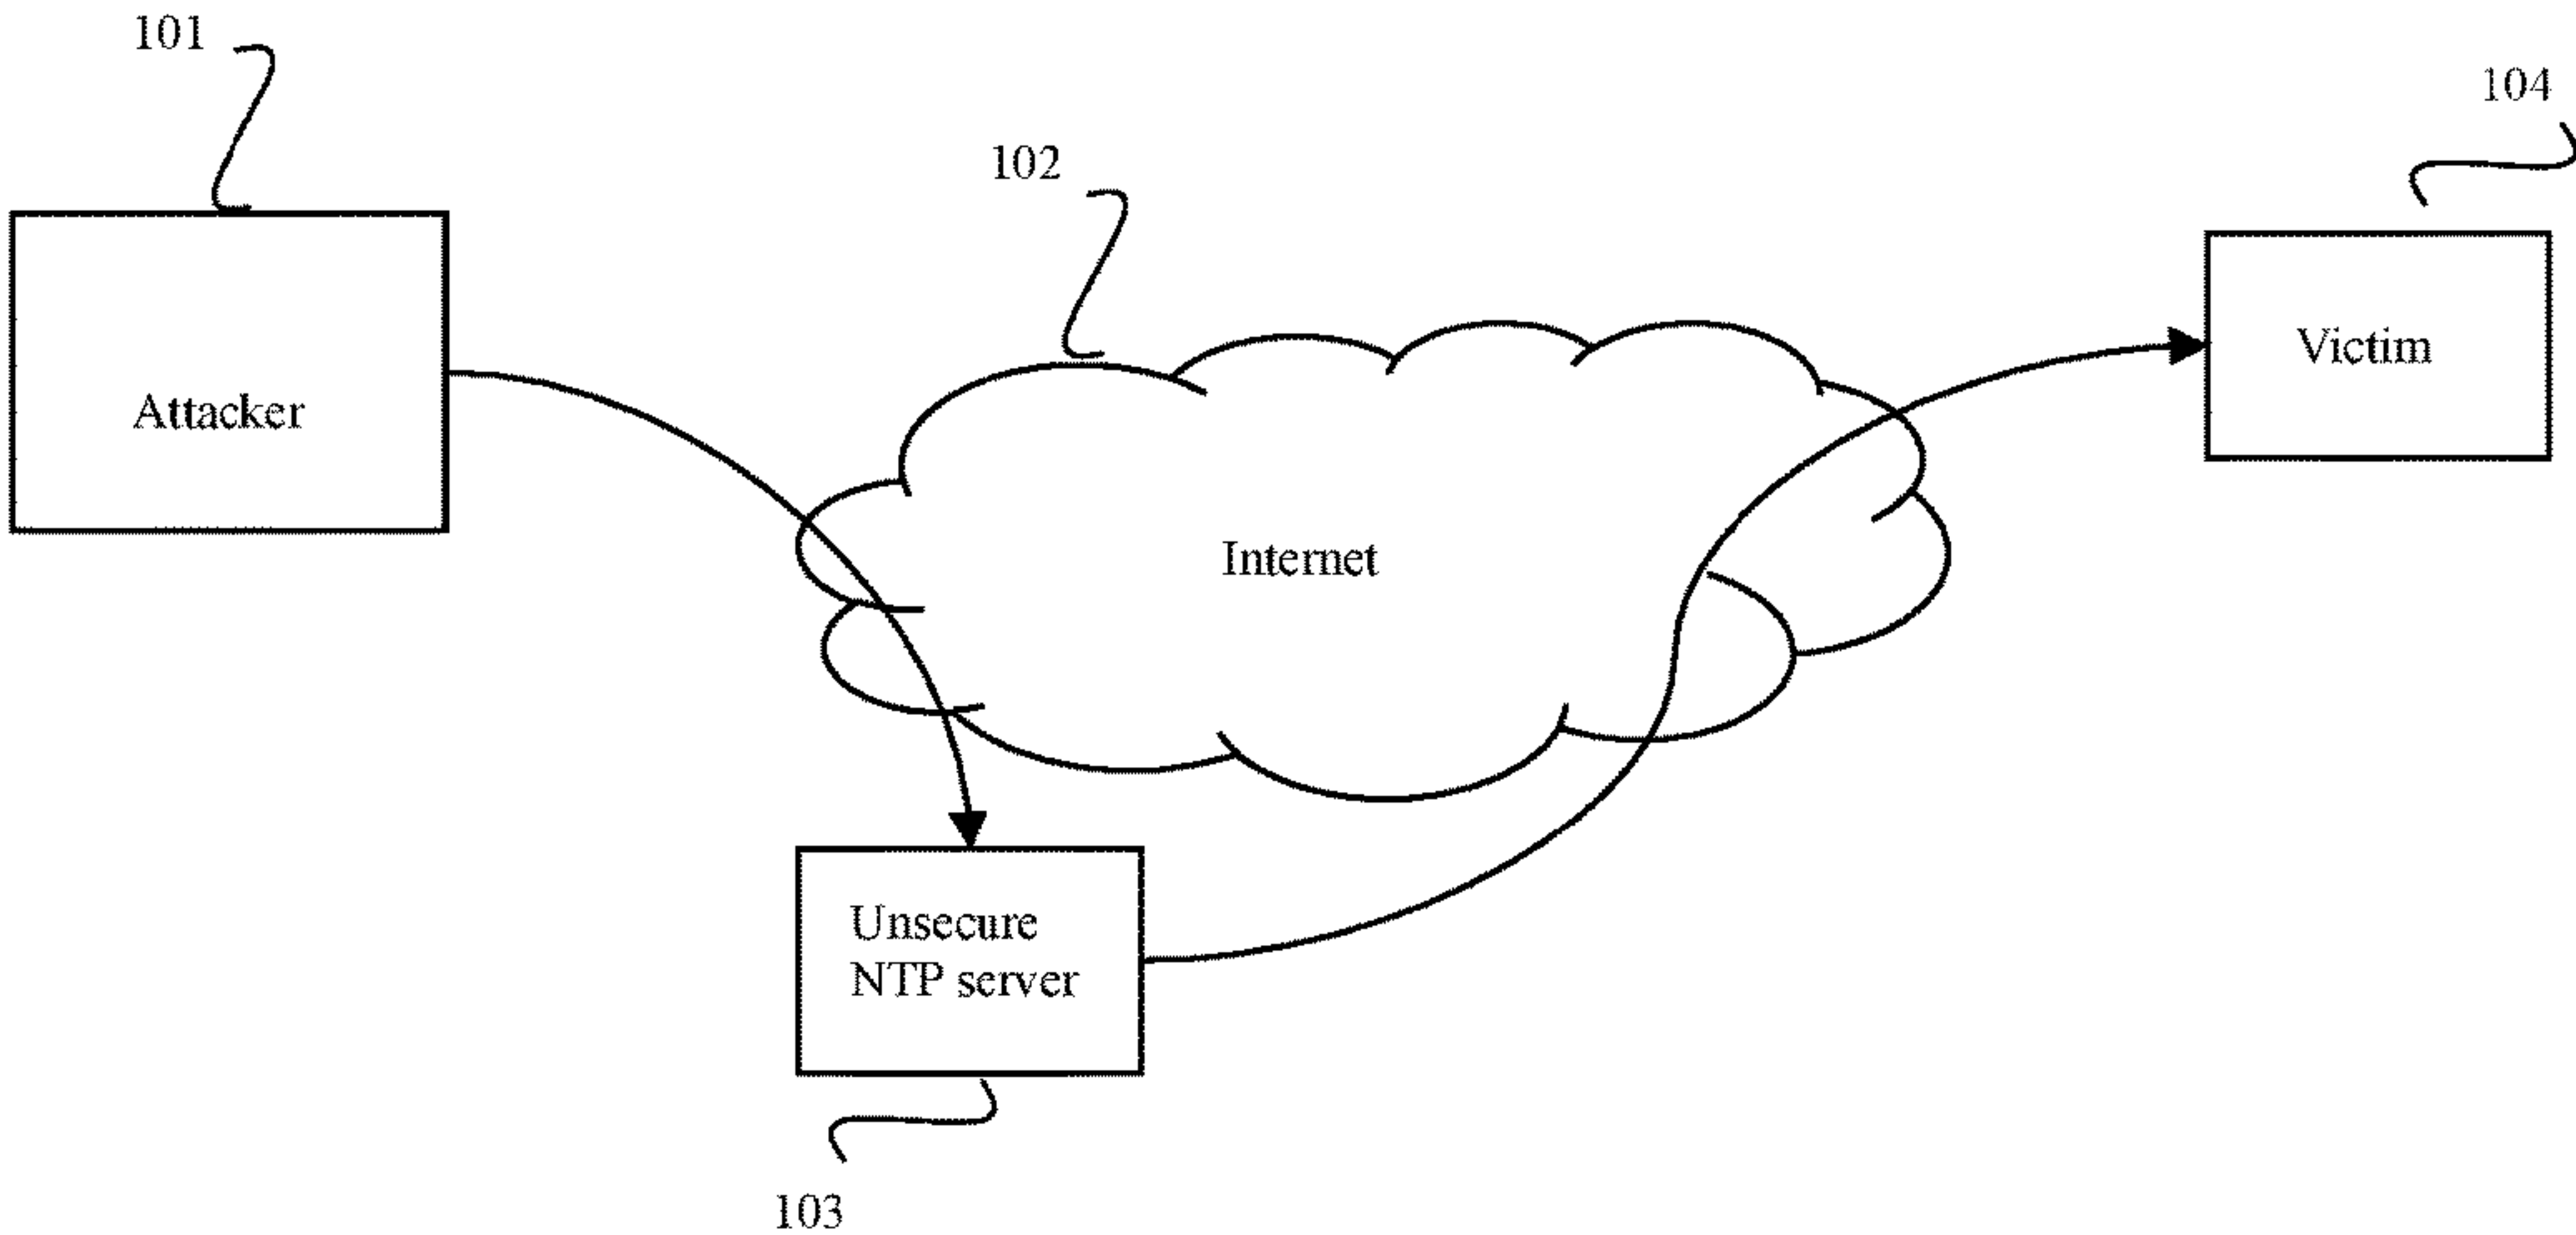 101
104
102
Attacker
Victim
Internet
Unsecure
NTP server
103